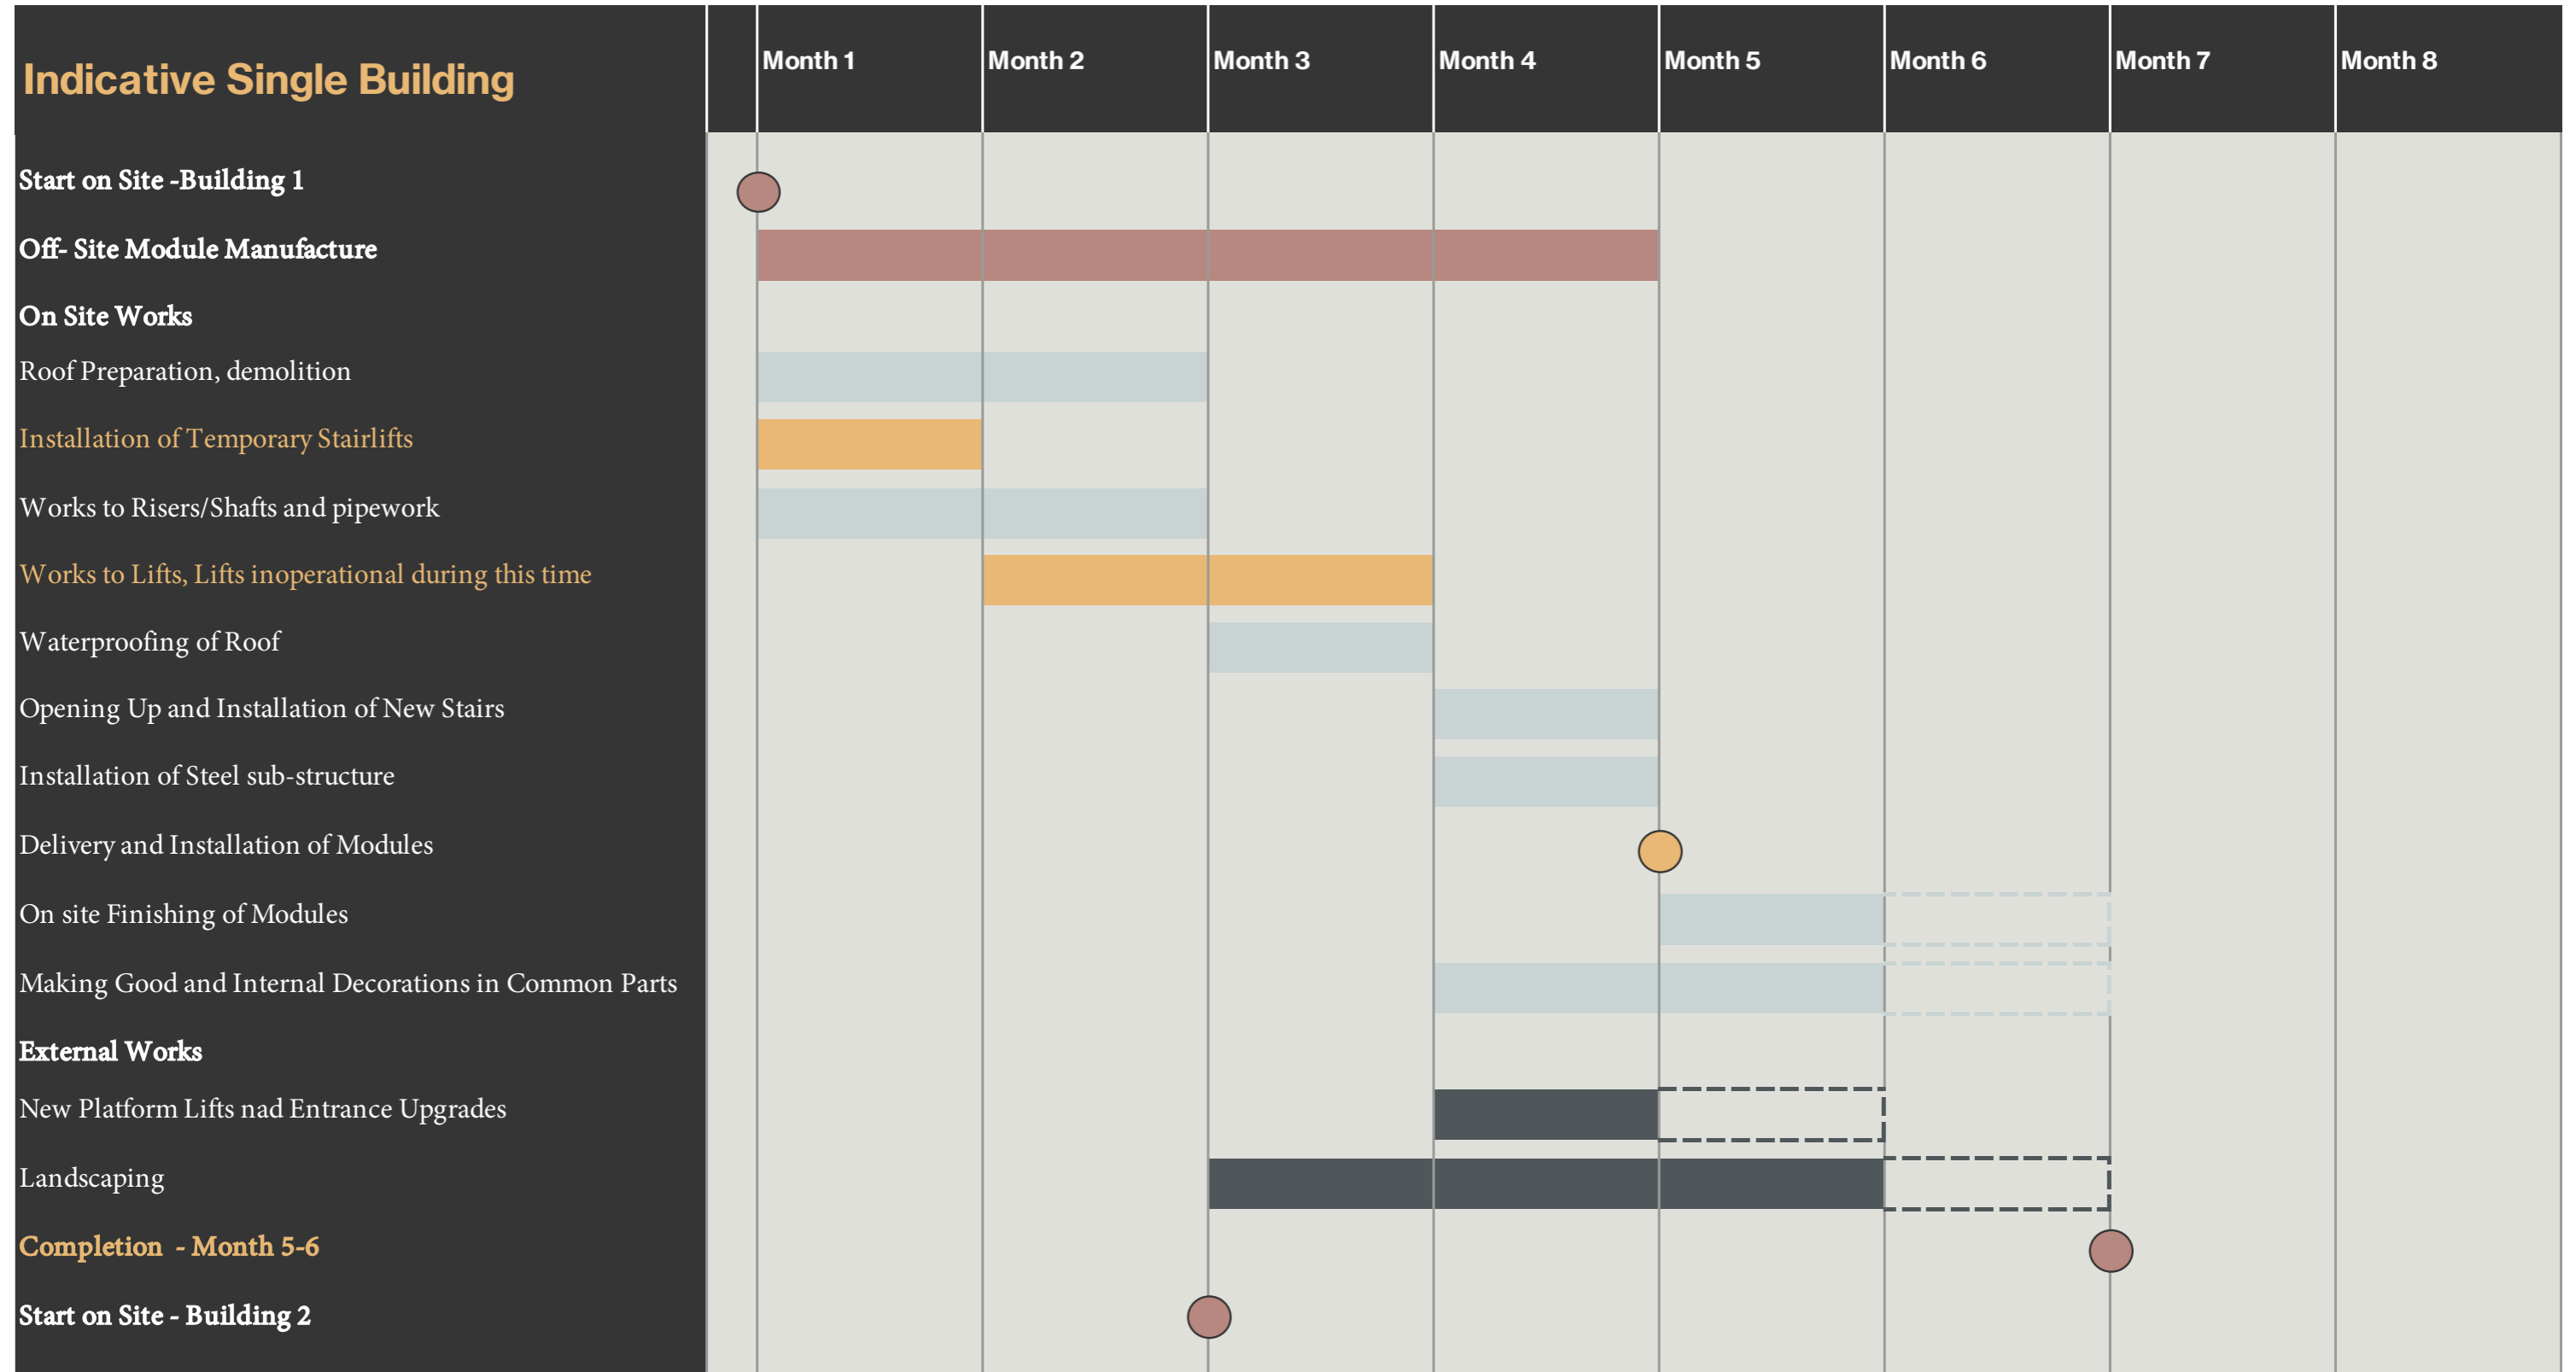 Indicative Single Building
Month 1
Month 2
Month 3
Month 4
Month 5
Month 6
Month 7
Month 8
Start on Site -Building 1
Off- Site Module Manufacture
On Site Works
Roof Preparation, demolition
Installation of Temporary Stairlifts
Works to Risers/Shafts and pipework
Works to Lifts, Lifts inoperational during this time
Waterproofing of Roof
Opening Up and Installation of New Stairs
Installation of Steel sub-structure
Delivery and Installation of Modules
On site Finishing of Modules
Making Good and Internal Decorations in Common Parts
External Works
New Platform Lifts nad Entrance Upgrades
Landscaping
Completion - Month 5-6
Start on Site - Building 2